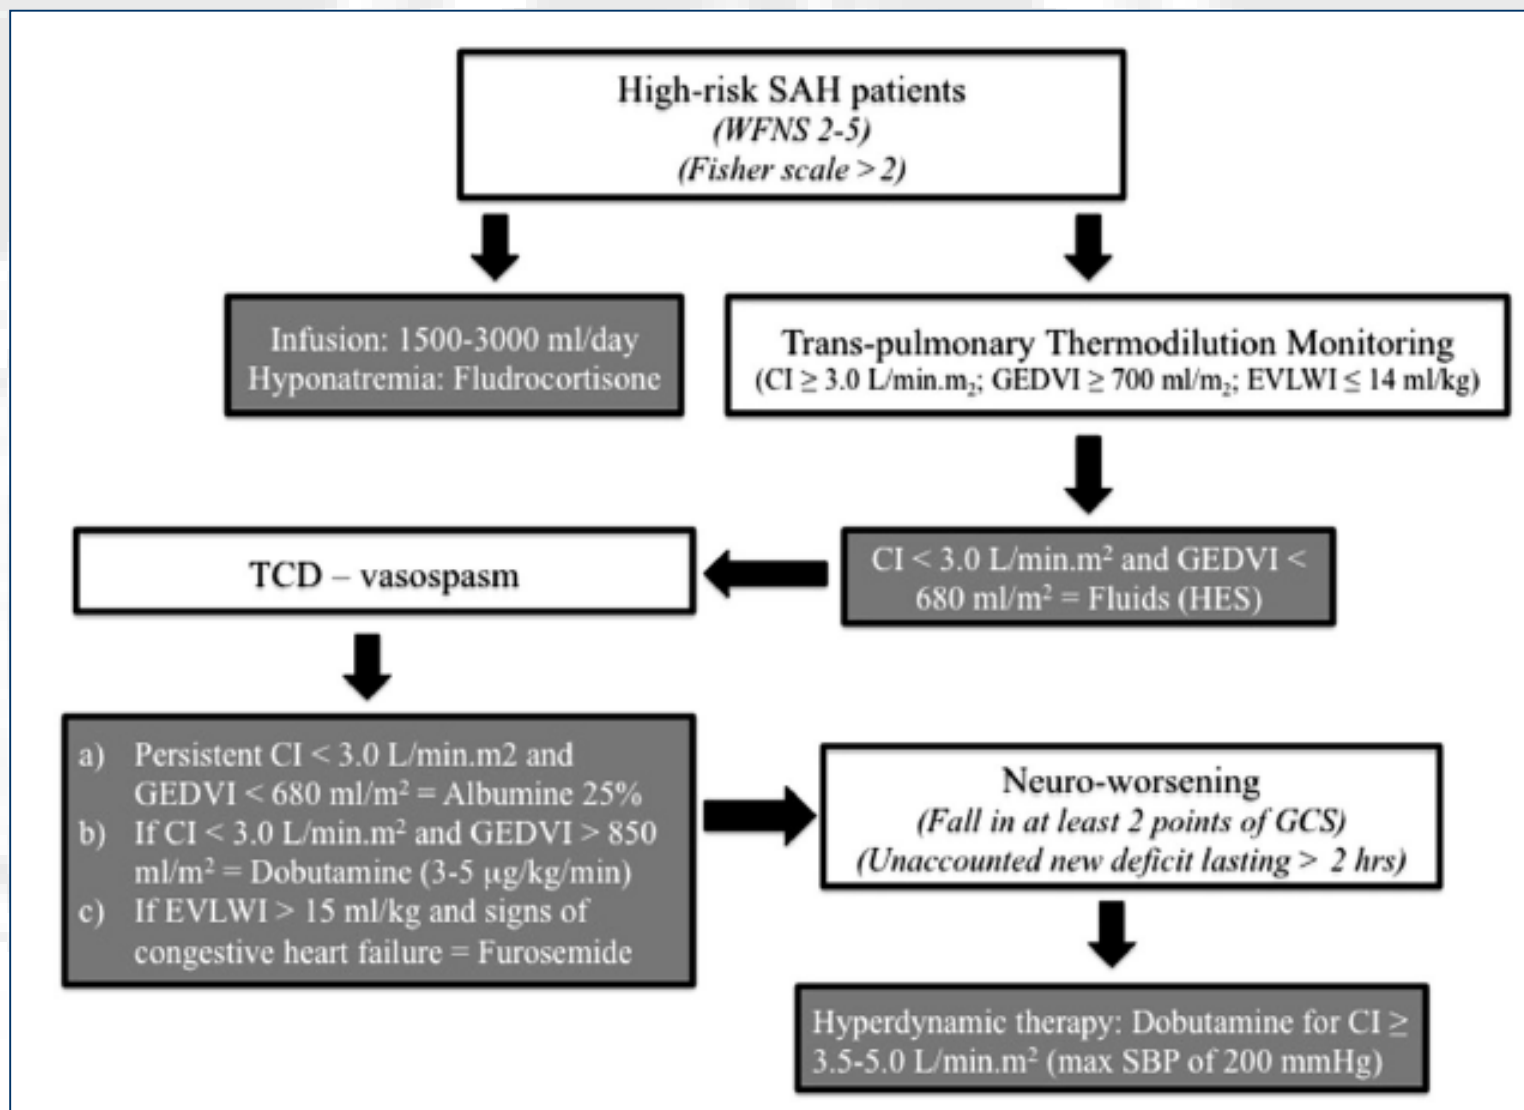 High-risk SAH patients
(WFNS 2-5)
(Fisher scale > 2)
Infusion: 1500-3000 ml/day
Hyponatremia: Fludrocortisone
Trans-pulmonary Thermodilution Monitoring
(CI ≥ 3.0 L/min.m₂; GEDVI ≥ 700 ml/m₂; EVLWI ≤ 14 ml/kg)
CI < 3.0 L/min.m² and GEDVI <
680 ml/m² = Fluids (HES)
TCD – vasospasm
a) Persistent CI < 3.0 L/min.m2 and
GEDVI < 680 ml/m² = Albumine 25%
b) If CI < 3.0 L/min.m² and GEDVI > 850
ml/m² = Dobutamine (3-5 μg/kg/min)
c) If EVLWI > 15 ml/kg and signs of
congestive heart failure = Furosemide
Neuro-worsening
(Fall in at least 2 points of GCS)
(Unaccounted new deficit lasting > 2 hrs)
Hyperdynamic therapy: Dobutamine for CI ≥
3.5-5.0 L/min.m² (max SBP of 200 mmHg)